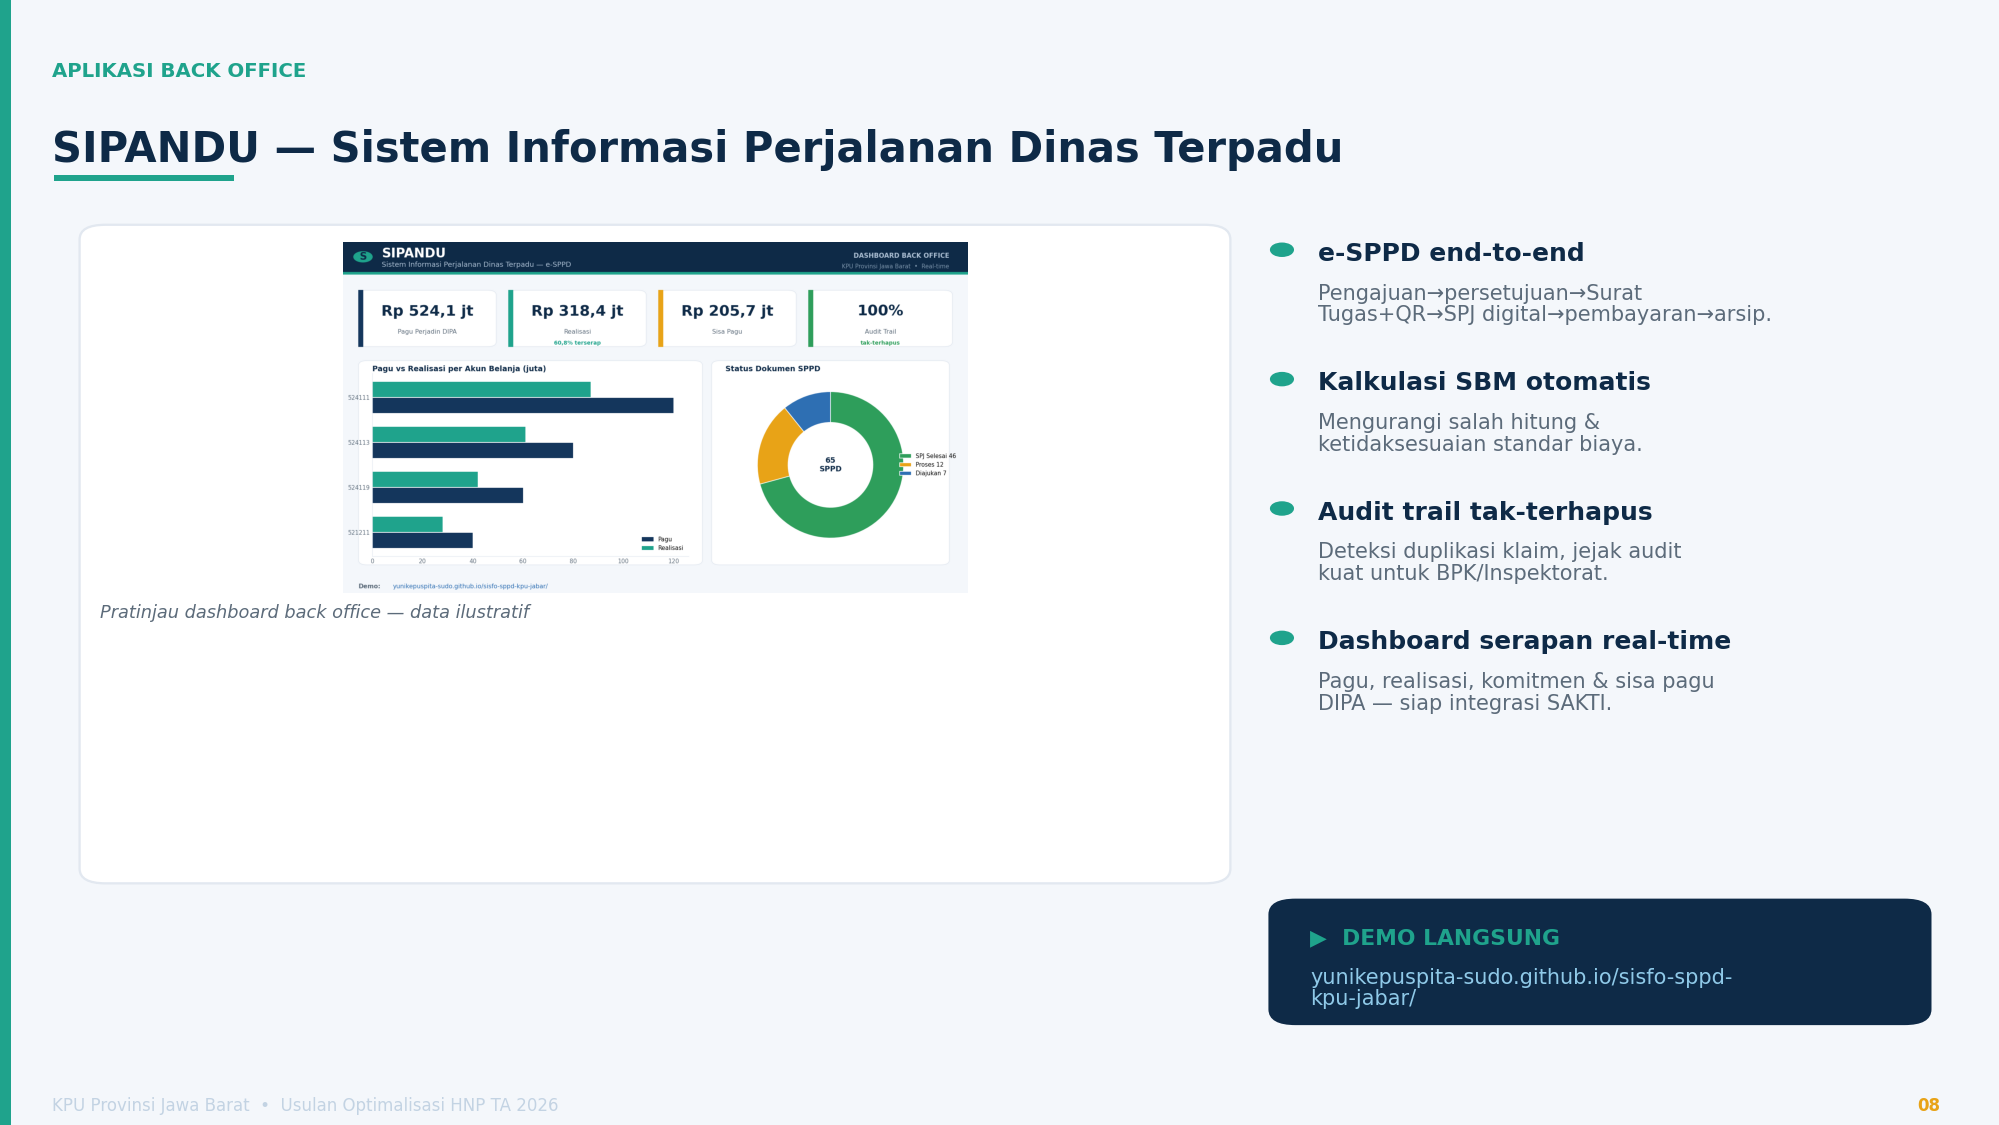 APLIKASI BACK OFFICE
SIPANDU — Sistem Informasi Perjalanan Dinas Terpadu
S
SIPANDU
Sistem Informasi Perjalanan Dinas Terpadu — e-SPPD
DASHBOARD BACK OFFICE
KPU Provinsi Jawa Barat • Real-time
Rp 524,1 jt
Pagu Perjadin DIPA
Rp 318,4 jt
Realisasi
60,8% terserap
Rp 205,7 jt
Sisa Pagu
100%
Audit Trail
tak-terhapus
Pagu vs Realisasi per Akun Belanja (juta)
524111
524113
524119
521211
0 20 40 60 80 100 120
Pagu
Realisasi
Status Dokumen SPPD
65
SPPD
SPJ Selesai 46
Proses 12
Diajukan 7
Demo: yunikepuspita-sudo.github.io/sisfo-sppd-kpu-jabar/
Pratinjau dashboard back office — data ilustratif
e-SPPD end-to-end
Pengajuan→persetujuan→Surat
Tugas+QR→SPJ digital→pembayaran→arsip.
Kalkulasi SBM otomatis
Mengurangi salah hitung &
ketidaksesuaian standar biaya.
Audit trail tak-terhapus
Deteksi duplikasi klaim, jejak audit
kuat untuk BPK/Inspektorat.
Dashboard serapan real-time
Pagu, realisasi, komitmen & sisa pagu
DIPA — siap integrasi SAKTI.
▶ DEMO LANGSUNG
yunikepuspita-sudo.github.io/sisfo-sppd-
kpu-jabar/
KPU Provinsi Jawa Barat • Usulan Optimalisasi HNP TA 2026
08